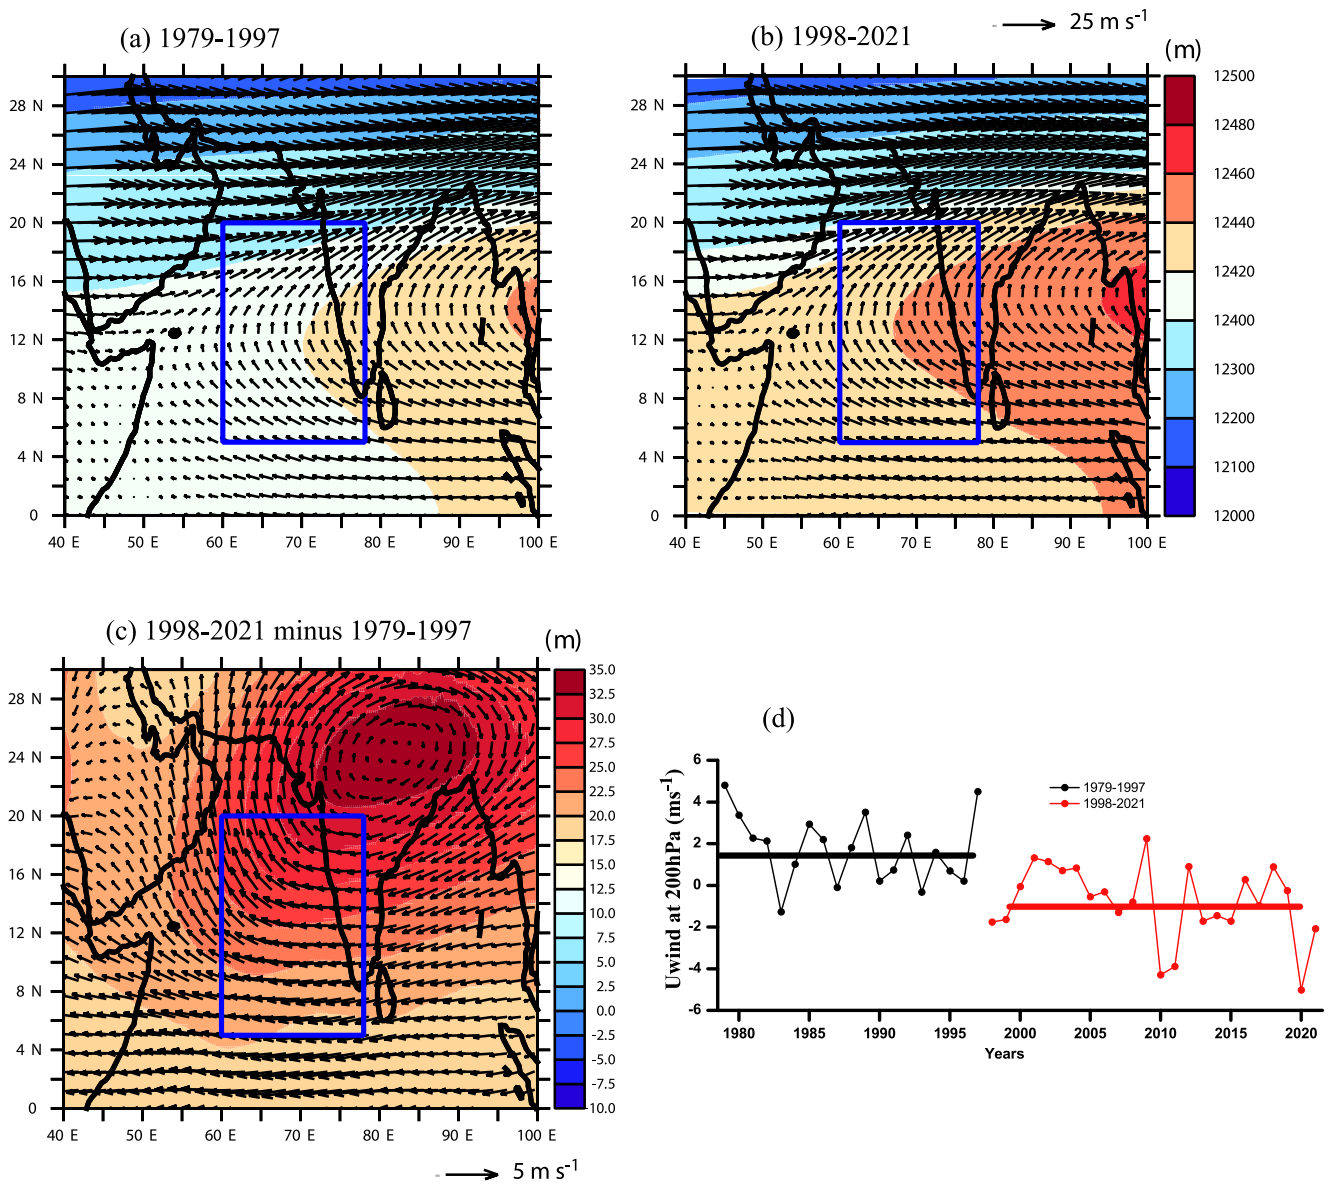 (a) 1979-1997
(b) 1998-2021
25 m s-1
(m)
28 N
24 N
20 N
16 N
12 N
8 N
4 N
0
40 E 50 E 60 E 70 E 80 E 90 E 100 E
28 N
24 N
20 N
16 N
12 N
8 N
4 N
0
40 E 50 E 60 E 70 E 80 E 90 E 100 E
12500
12480
12460
12440
12420
12400
12300
12200
12100
12000
(c) 1998-2021 minus 1979-1997
(m)
28 N
24 N
20 N
16 N
12 N
8 N
4 N
0
40 E 50 E 60 E 70 E 80 E 90 E 100 E
35.0
32.5
30.0
27.5
25.0
22.5
20.0
17.5
15.0
12.5
10.0
7.5
5.0
2.5
0.0
-2.5
-5.0
-7.5
-10.0
5 m s-1
(d)
Uwind at 200hPa (ms-1)
6
4
2
0
-2
-4
-6
1979-1997
1998-2021
1980 1985 1990 1995 2000 2005 2010 2015 2020
Years